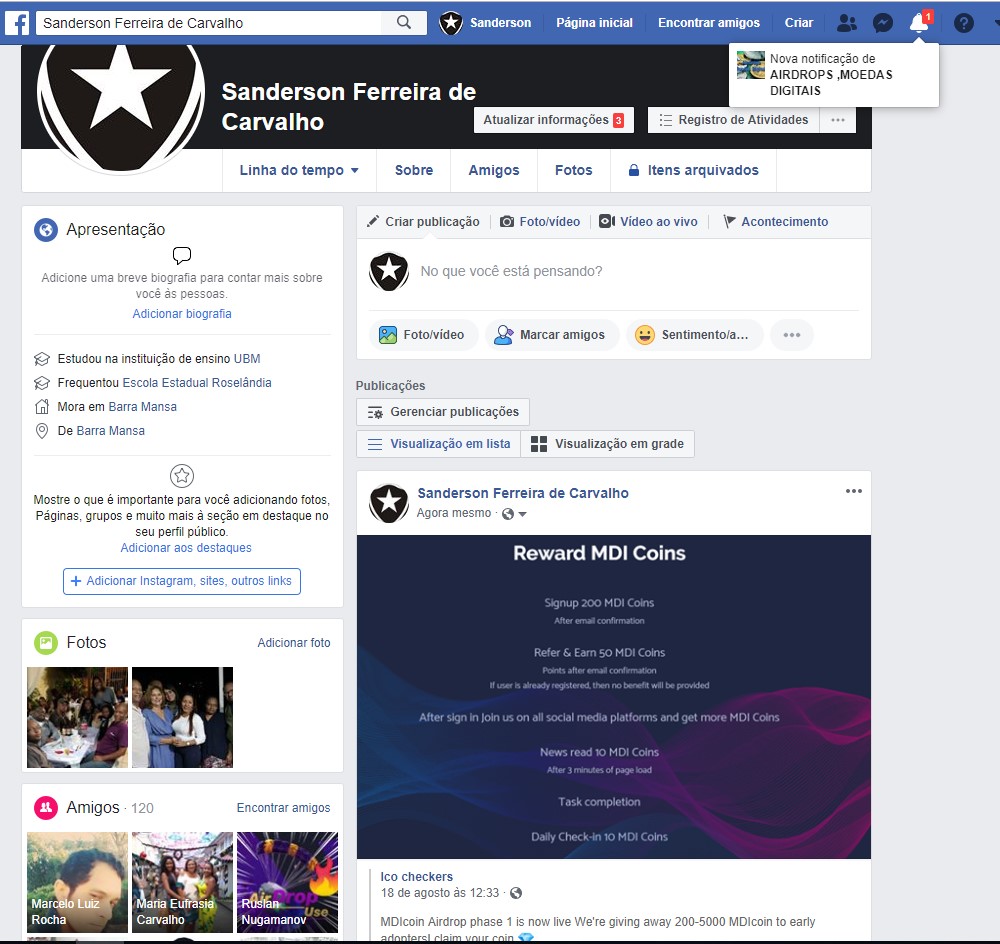 Sanderson Ferreira de Carvalho
Sanderson
Página inicial
Encontrar amigos
Criar
1
Nova notificação de
AIRDROPS ,MOEDAS
DIGITAIS
Sanderson Ferreira de
Carvalho
Atualizar informações 3
Registro de Atividades
Linha do tempo
Sobre
Amigos
Fotos
Itens arquivados
Apresentação
Adicione uma breve biografia para contar mais sobre
você às pessoas.
Adicionar biografia
Estudou na instituição de ensino UBM
Frequentou Escola Estadual Roselândia
Mora em Barra Mansa
De Barra Mansa
Mostre o que é importante para você adicionando fotos,
Páginas, grupos e muito mais à seção em destaque no
seu perfil público.
Adicionar aos destaques
+ Adicionar Instagram, sites, outros links
Fotos
Adicionar foto
Amigos · 120
Encontrar amigos
Marcelo Luiz
Rocha
Maria Eufrasia
Carvalho
Ruslan
Nugamanov
Criar publicação
Foto/vídeo
Vídeo ao vivo
Acontecimento
No que você está pensando?
Foto/vídeo
Marcar amigos
Sentimento/a...
Publicações
Gerenciar publicações
Visualização em lista
Visualização em grade
Sanderson Ferreira de Carvalho
Agora mesmo ·
Reward MDI Coins
Signup 200 MDI Coins
After email confirmation
Refer & Earn 50 MDI Coins
Points after email confirmation
If user is already registered, then no benefit will be provided
After sign in Join us on all social media platforms and get more MDI Coins
News read 10 MDI Coins
After 3 minutes of page load
Task completion
Daily Check-in 10 MDI Coins
Ico checkers
18 de agosto às 12:33 ·
MDIcoin Airdrop phase 1 is now live We're giving away 200-5000 MDIcoin to early
adopters! claim your coin